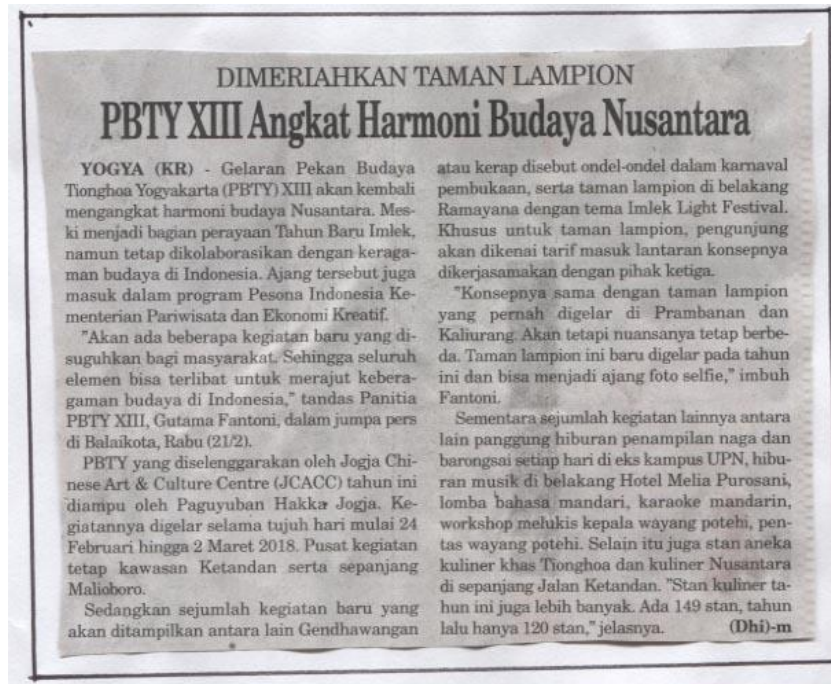 DIMERIAHKAN TAMAN LAMPION
PBTY XIII Angkat Harmoni Budaya Nusantara
YOGYA (KR) - Gelaran Pekan Budaya
Tionghoa Yogyakarta (PBTY) XIII akan kembali
mengangkat harmoni budaya Nusantara. Mes-
ki menjadi bagian perayaan Tahun Baru Imlek,
namun tetap dikolaborasikan dengan keraga-
man budaya di Indonesia. Ajang tersebut juga
masuk dalam program Pesona Indonesia Ke-
menterian Pariwisata dan Ekonomi Kreatif.
"Akan ada beberapa kegiatan baru yang di-
suguhkan bagi masyarakat. Sehingga seluruh
elemen bisa terlibat untuk merajut kebera-
gaman budaya di Indonesia," tandas Panitia
PBTY XIII, Gutama Fantoni, dalam jumpa pers
di Balaikota, Rabu (21/2).
PBTY yang diselenggarakan oleh Jogja Chi-
nese Art & Culture Centre (JCACC) tahun ini
diampu oleh Paguyuban Hakka Jogja. Ke-
giatannya digelar selama tujuh hari mulai 24
Februari hingga 2 Maret 2018. Pusat kegiatan
tetap kawasan Ketandan serta sepanjang
Malioboro.
Sedangkan sejumlah kegiatan baru yang
akan ditampilkan antara lain Gendhawangan
atau kerap disebut ondel-ondel dalam karnaval
pembukaan, serta taman lampion di belakang
Ramayana dengan tema Imlek Light Festival.
Khusus untuk taman lampion, pengunjung
akan dikenai tarif masuk lantaran konsepnya
dikerjasamakan dengan pihak ketiga.
"Konsepnya sama dengan taman lampion
yang pernah digelar di Prambanan dan
Kaliurang. Akan tetapi nuansanya tetap berbe-
da. Taman lampion ini baru digelar pada tahun
ini dan bisa menjadi ajang foto selfie," imbuh
Fantoni.
Sementara sejumlah kegiatan lainnya antara
lain panggung hiburan penampilan naga dan
barongsai setiap hari di eks kampus UPN, hibu-
ran musik di belakang Hotel Melia Purosani,
lomba bahasa mandari, karaoke mandarin,
workshop melukis kepala wayang potehi, pen-
tas wayang potehi. Selain itu juga stan aneka
kuliner khas Tionghoa dan kuliner Nusantara
di sepanjang Jalan Ketandan. "Stan kuliner ta-
hun ini juga lebih banyak. Ada 149 stan, tahun
lalu hanya 120 stan," jelasnya. (Dhi)-m